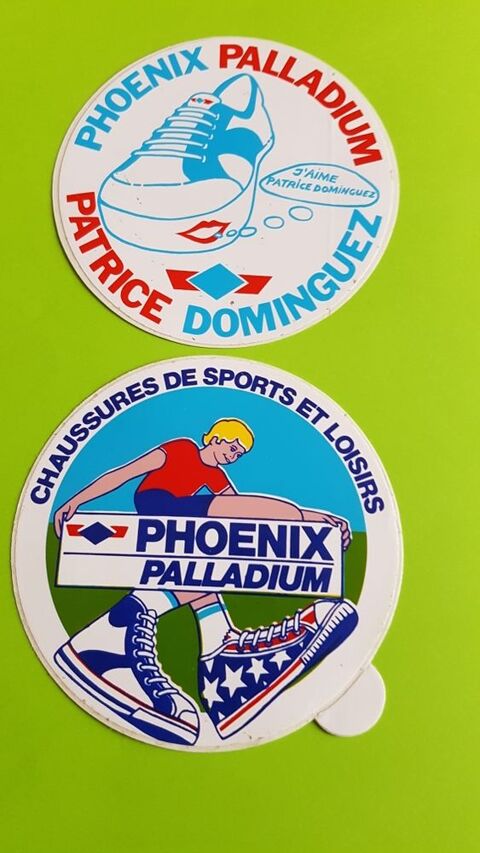 PHOENIX PALLADIUM
J'AIME
PATRICE DOMINGUEZ
PATRICE DOMINGUEZ
CHAUSSURES DE SPORTS ET LOISIRS
PHOENIX
PALLADIUM